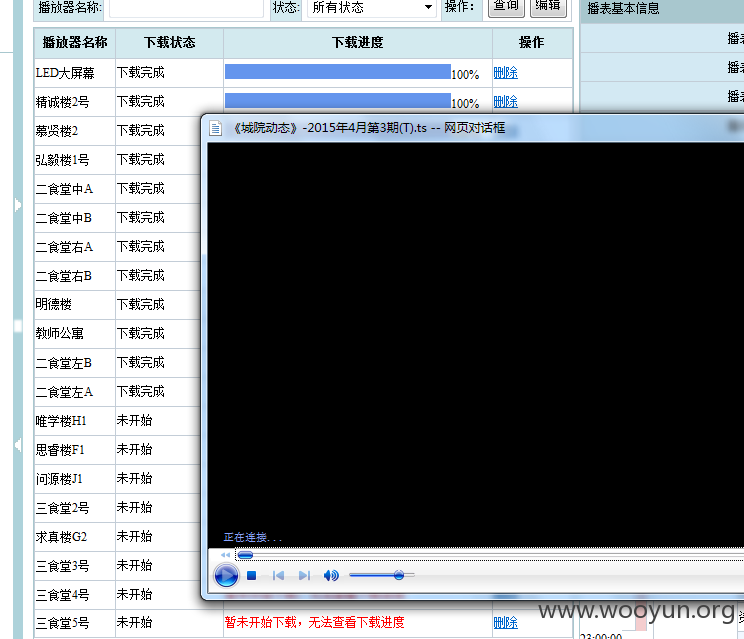 播放器名称: 状态: 所有状态 操作: 查询 编辑 播表基本信息
播放器名称 下载状态 下载进度 操作
LED大屏幕 下载完成 100% 删除
精诚楼2号 下载完成 100% 删除
慕贤楼2 下载完成
弘毅楼1号 下载完成
二食堂中A 下载完成
二食堂中B 下载完成
二食堂右A 下载完成
二食堂右B 下载完成
明德楼 下载完成
教师公寓 下载完成
二食堂左B 下载完成
二食堂左A 下载完成
唯学楼H1 未开始
思睿楼F1 未开始
问源楼J1 未开始
三食堂2号 未开始
求真楼G2 未开始
三食堂3号 未开始
三食堂4号 未开始
三食堂5号 未开始 暂未开始下载，无法查看下载进度 删除
播表
播表
播表
《城院动态》-2015年4月第3期(T).ts -- 网页对话框
正在连接...
www.wooyun.org
23:00:00